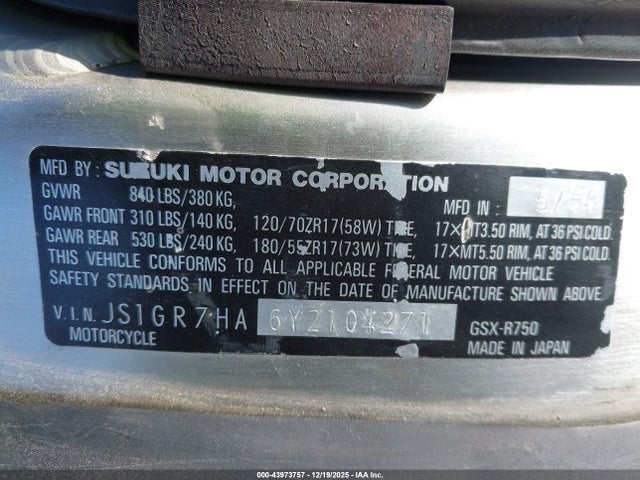 MFD BY : SUZUKI MOTOR CORPORATION
GVWR 840 LBS/380 KG, MFD IN :
GAWR FRONT 310 LBS/140 KG, 120/70ZR17(58W) TIRE, 17×MT3.50 RIM, AT 36 PSI COLD.
GAWR REAR 530 LBS/240 KG, 180/55ZR17(73W) TIRE, 17×MT5.50 RIM, AT 36 PSI COLD.
THIS VEHICLE CONFORMS TO ALL APPLICABLE FEDERAL MOTOR VEHICLE
SAFETY STANDARDS IN EFFECT ON THE DATE OF MANUFACTURE SHOWN ABOVE.
V.I.N. JS1GR7HA 6Y2104271 GSX-R750
MOTORCYCLE MADE IN JAPAN
Copart 43973757 - 12/19/2025